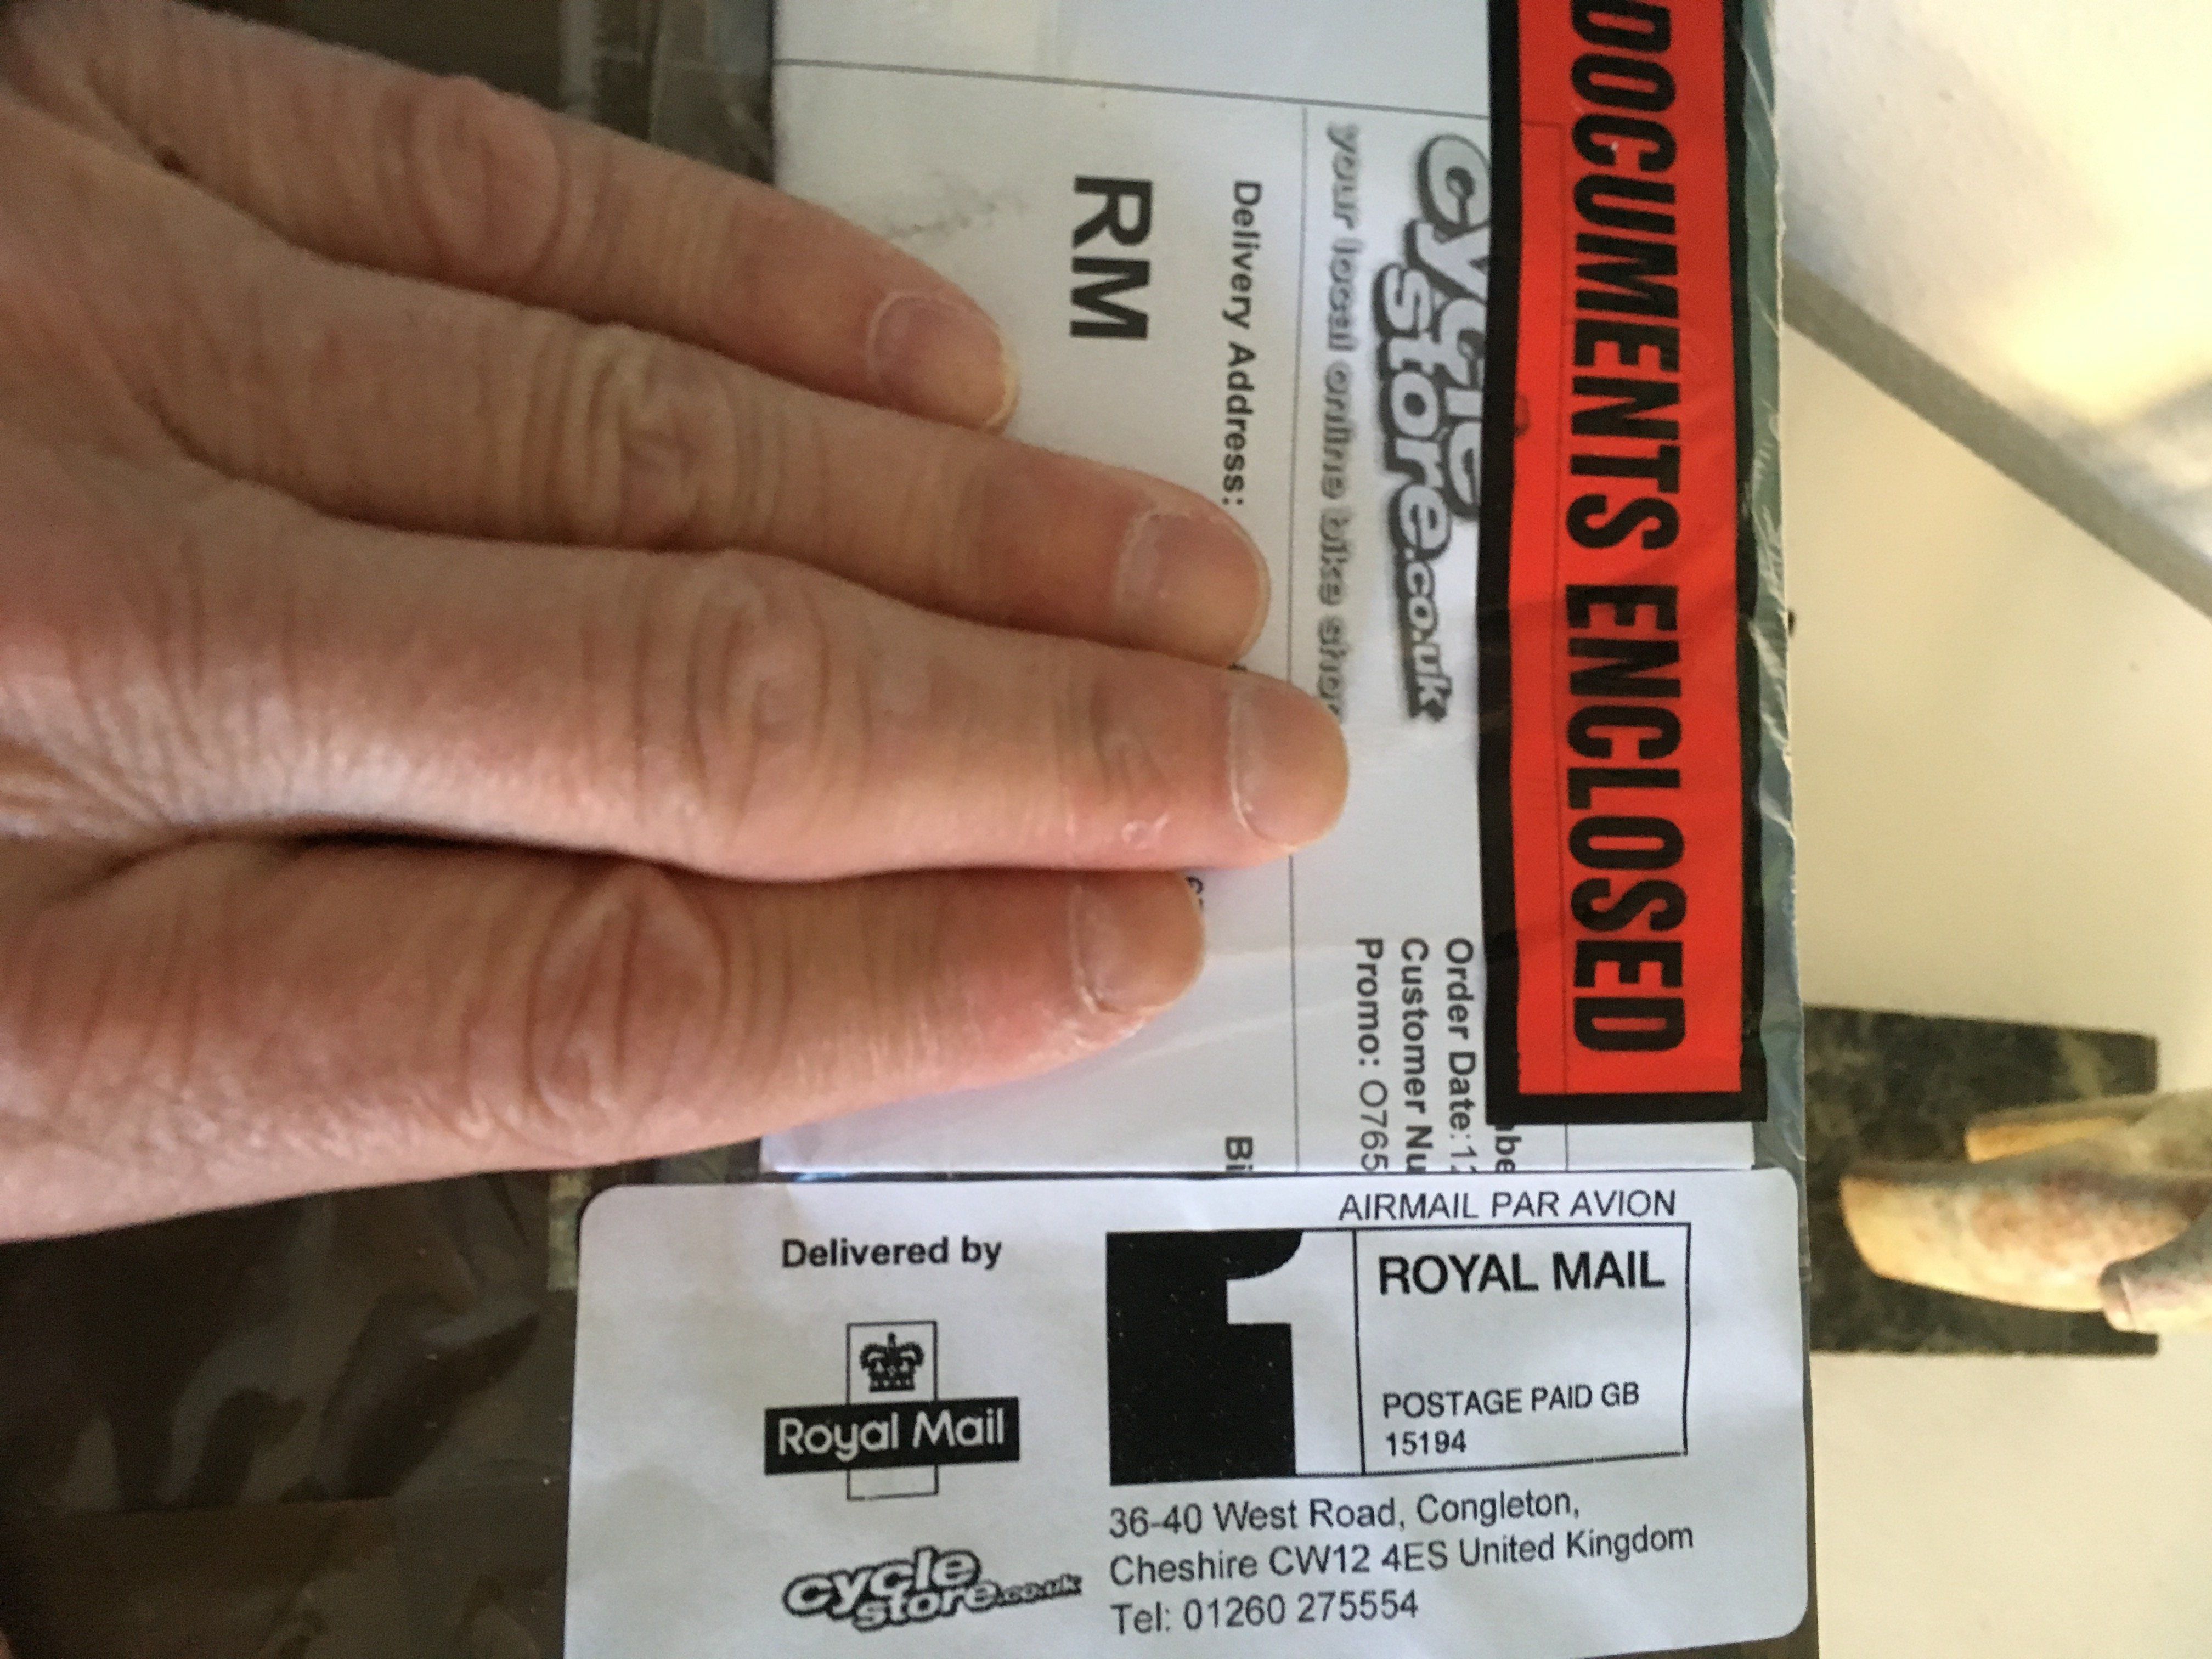 DOCUMENTS ENCLOSED
cycle
store.co.uk
your local online bike shop
Order Date:
Customer
Promo: O765
Delivery Address:
RM
AIRMAIL PAR AVION
Delivered by
Royal Mail
1
ROYAL MAIL
POSTAGE PAID GB
15194
cycle
store.co.uk
36-40 West Road, Congleton,
Cheshire CW12 4ES United Kingdom
Tel: 01260 275554